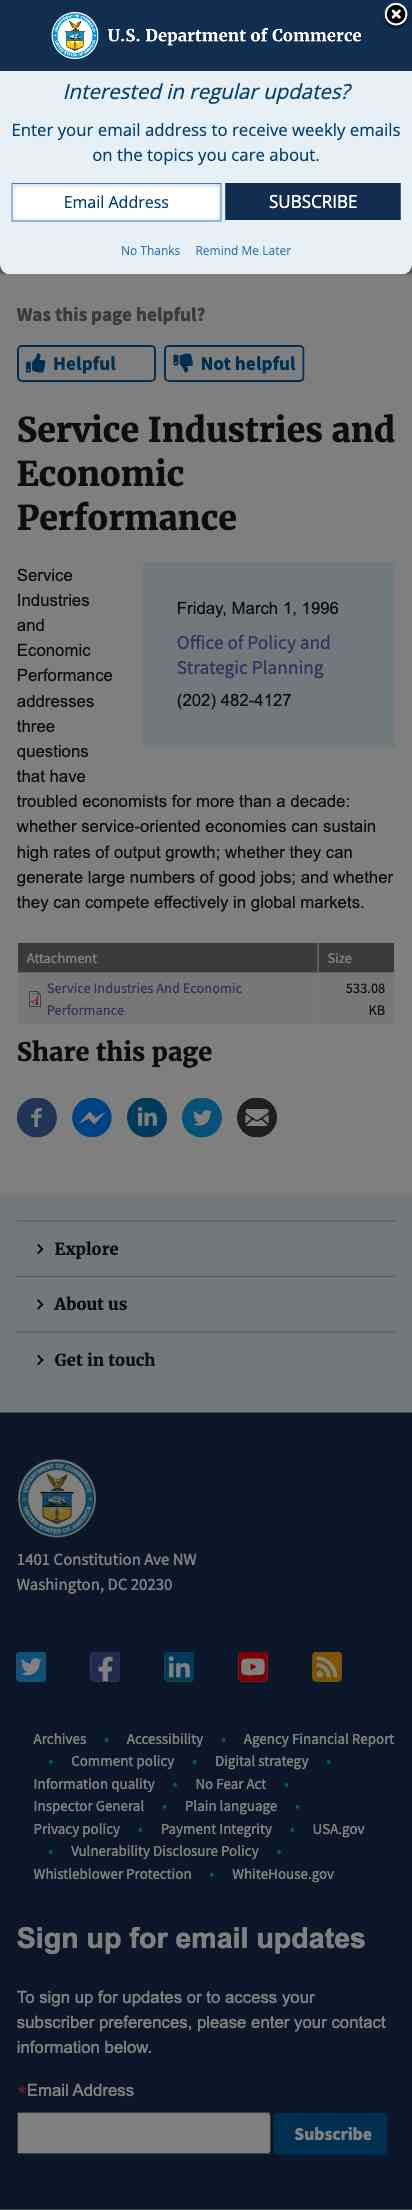 U.S. Department of Commerce
Interested in regular updates?
Enter your email address to receive weekly emails
on the topics you care about.
Email Address
SUBSCRIBE
No Thanks Remind Me Later
Was this page helpful?
Helpful
Not helpful
Service Industries and
Economic
Performance
Friday, March 1, 1996
Office of Policy and
Strategic Planning
(202) 482-4127
Service
Industries
and
Economic
Performance
addresses
three
questions
that have
troubled economists for more than a decade:
whether service-oriented economies can sustain
high rates of output growth; whether they can
generate large numbers of good jobs; and whether
they can compete effectively in global markets.
Attachment Size
Service Industries And Economic
Performance
533.08
KB
Share this page
Explore
About us
Get in touch
1401 Constitution Ave NW
Washington, DC 20230
Archives • Accessibility • Agency Financial Report
• Comment policy • Digital strategy •
Information quality • No Fear Act •
Inspector General • Plain language •
Privacy policy • Payment Integrity • USA.gov
• Vulnerability Disclosure Policy •
Whistleblower Protection • WhiteHouse.gov
Sign up for email updates
To sign up for updates or to access your
subscriber preferences, please enter your contact
information below.
*Email Address
Subscribe